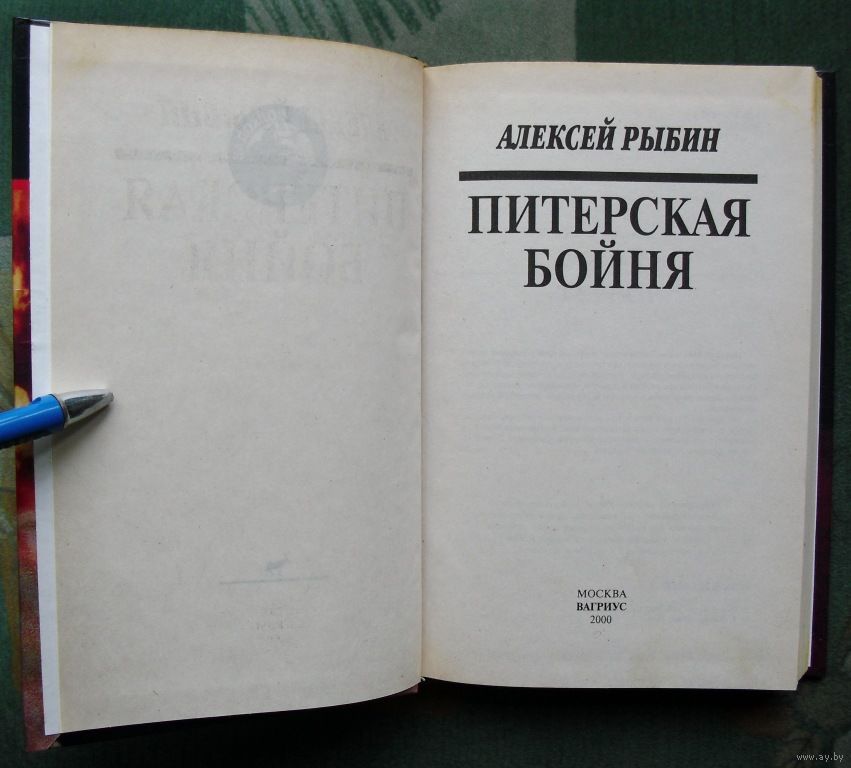 АЛЕКСЕЙ РЫБИН
ПИТЕРСКАЯ
БОЙНЯ
МОСКВА
ВАГРИУС
2000
www.ay.by